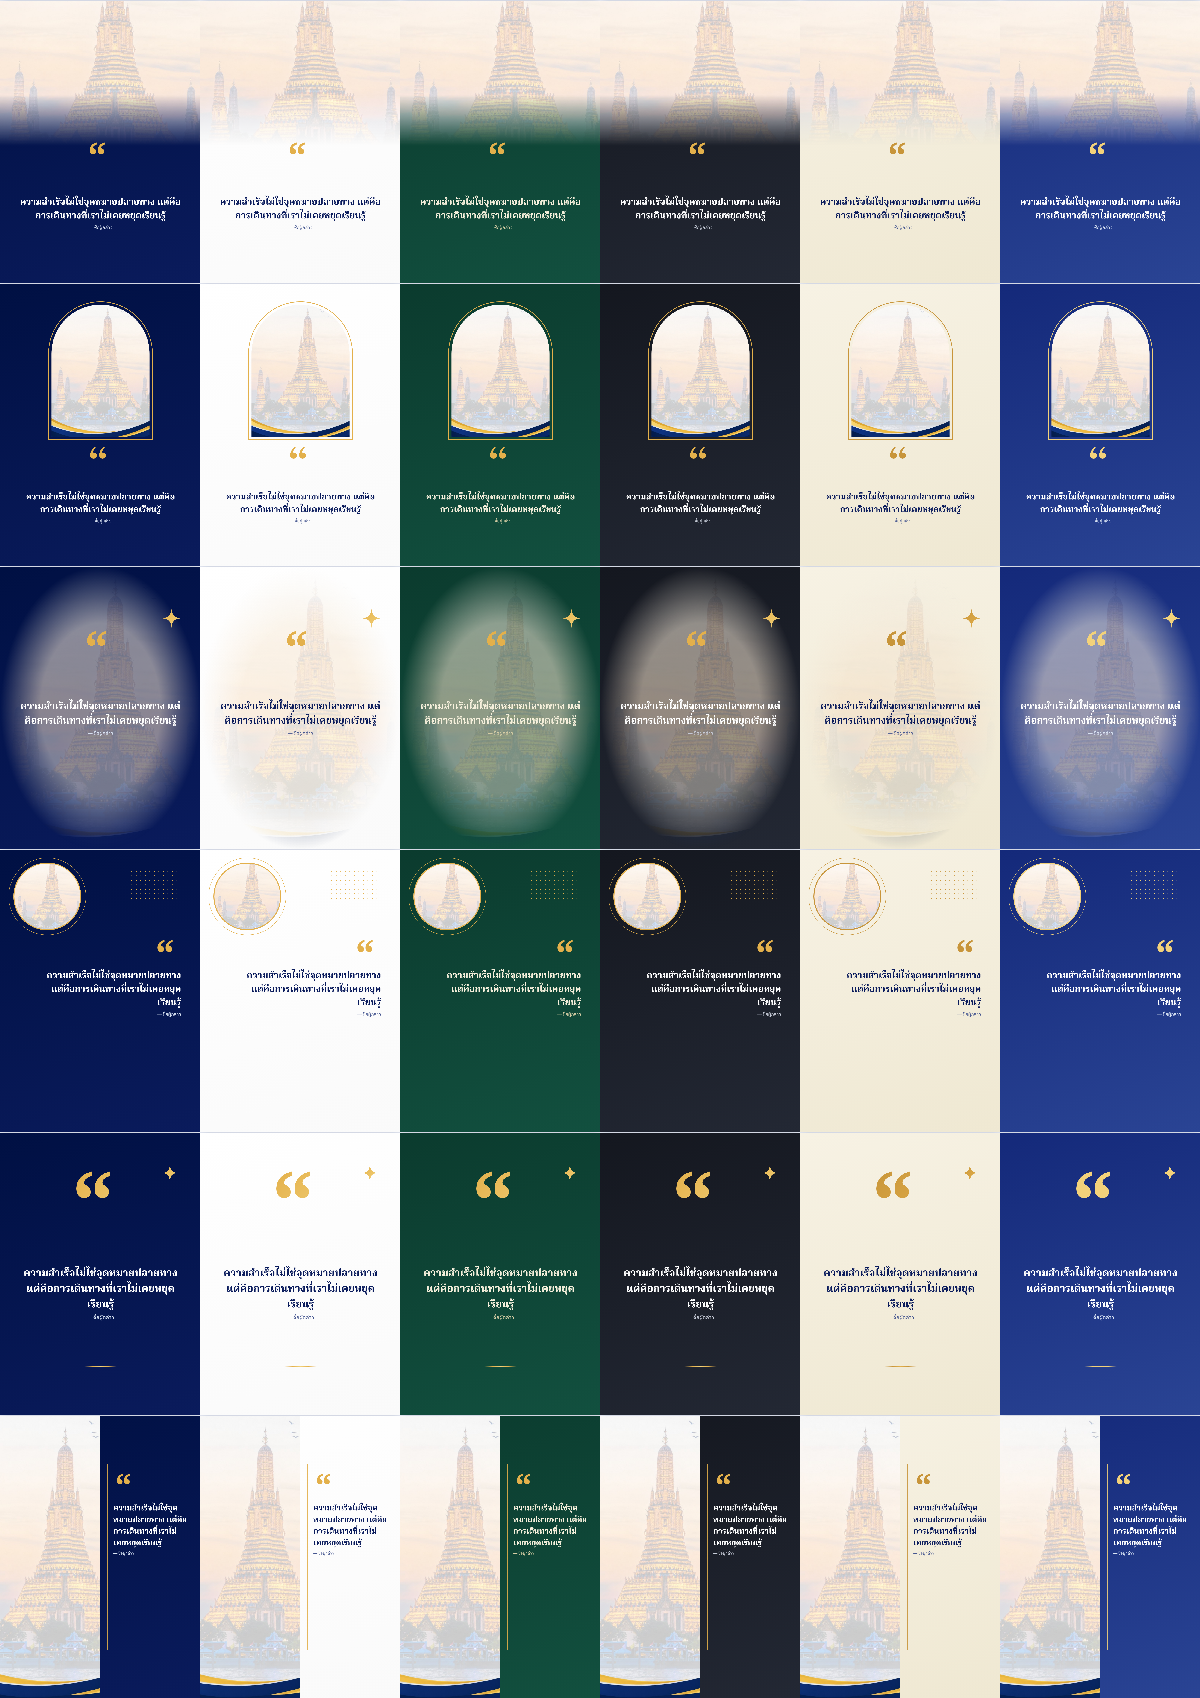 ความสำเร็จไม่ใช่จุดหมายปลายทาง แต่คือ
การเดินทางที่เราไม่เคยหยุดเรียนรู้
ความสำเร็จไม่ใช่จุดหมายปลายทาง แต่คือ
การเดินทางที่เราไม่เคยหยุดเรียนรู้
ความสำเร็จไม่ใช่จุดหมายปลายทาง แต่คือ
การเดินทางที่เราไม่เคยหยุดเรียนรู้
ความสำเร็จไม่ใช่จุดหมายปลายทาง แต่คือ
การเดินทางที่เราไม่เคยหยุดเรียนรู้
ความสำเร็จไม่ใช่จุดหมายปลายทาง แต่คือ
การเดินทางที่เราไม่เคยหยุดเรียนรู้
ความสำเร็จไม่ใช่จุดหมายปลายทาง แต่คือ
การเดินทางที่เราไม่เคยหยุดเรียนรู้
ความสำเร็จไม่ใช่จุดหมายปลายทาง แต่คือ
การเดินทางที่เราไม่เคยหยุดเรียนรู้
ความสำเร็จไม่ใช่จุดหมายปลายทาง แต่คือ
การเดินทางที่เราไม่เคยหยุดเรียนรู้
ความสำเร็จไม่ใช่จุดหมายปลายทาง แต่คือ
การเดินทางที่เราไม่เคยหยุดเรียนรู้
ความสำเร็จไม่ใช่จุดหมายปลายทาง แต่คือ
การเดินทางที่เราไม่เคยหยุดเรียนรู้
ความสำเร็จไม่ใช่จุดหมายปลายทาง แต่คือ
การเดินทางที่เราไม่เคยหยุดเรียนรู้
ความสำเร็จไม่ใช่จุดหมายปลายทาง แต่คือ
การเดินทางที่เราไม่เคยหยุดเรียนรู้
ความสำเร็จไม่ใช่จุดหมายปลายทาง แต่
คือการเดินทางที่เราไม่เคยหยุดเรียนรู้
ความสำเร็จไม่ใช่จุดหมายปลายทาง แต่
คือการเดินทางที่เราไม่เคยหยุดเรียนรู้
ความสำเร็จไม่ใช่จุดหมายปลายทาง แต่
คือการเดินทางที่เราไม่เคยหยุดเรียนรู้
ความสำเร็จไม่ใช่จุดหมายปลายทาง แต่
คือการเดินทางที่เราไม่เคยหยุดเรียนรู้
ความสำเร็จไม่ใช่จุดหมายปลายทาง แต่
คือการเดินทางที่เราไม่เคยหยุดเรียนรู้
ความสำเร็จไม่ใช่จุดหมายปลายทาง แต่
คือการเดินทางที่เราไม่เคยหยุดเรียนรู้
ความสำเร็จไม่ใช่จุดหมายปลายทาง
แต่คือการเดินทางที่เราไม่เคยหยุด
เรียนรู้
ความสำเร็จไม่ใช่จุดหมายปลายทาง
แต่คือการเดินทางที่เราไม่เคยหยุด
เรียนรู้
ความสำเร็จไม่ใช่จุดหมายปลายทาง
แต่คือการเดินทางที่เราไม่เคยหยุด
เรียนรู้
ความสำเร็จไม่ใช่จุดหมายปลายทาง
แต่คือการเดินทางที่เราไม่เคยหยุด
เรียนรู้
ความสำเร็จไม่ใช่จุดหมายปลายทาง
แต่คือการเดินทางที่เราไม่เคยหยุด
เรียนรู้
ความสำเร็จไม่ใช่จุดหมายปลายทาง
แต่คือการเดินทางที่เราไม่เคยหยุด
เรียนรู้
ความสำเร็จไม่ใช่จุดหมายปลายทาง
แต่คือการเดินทางที่เราไม่เคยหยุด
เรียนรู้
ความสำเร็จไม่ใช่จุดหมายปลายทาง
แต่คือการเดินทางที่เราไม่เคยหยุด
เรียนรู้
ความสำเร็จไม่ใช่จุดหมายปลายทาง
แต่คือการเดินทางที่เราไม่เคยหยุด
เรียนรู้
ความสำเร็จไม่ใช่จุดหมายปลายทาง
แต่คือการเดินทางที่เราไม่เคยหยุด
เรียนรู้
ความสำเร็จไม่ใช่จุดหมายปลายทาง
แต่คือการเดินทางที่เราไม่เคยหยุด
เรียนรู้
ความสำเร็จไม่ใช่จุดหมายปลายทาง
แต่คือการเดินทางที่เราไม่เคยหยุด
เรียนรู้
ความสำเร็จไม่ใช่จุด
หมายปลายทาง แต่คือ
การเดินทางที่เราไม่
เคยหยุดเรียนรู้
ความสำเร็จไม่ใช่จุด
หมายปลายทาง แต่คือ
การเดินทางที่เราไม่
เคยหยุดเรียนรู้
ความสำเร็จไม่ใช่จุด
หมายปลายทาง แต่คือ
การเดินทางที่เราไม่
เคยหยุดเรียนรู้
ความสำเร็จไม่ใช่จุด
หมายปลายทาง แต่คือ
การเดินทางที่เราไม่
เคยหยุดเรียนรู้
ความสำเร็จไม่ใช่จุด
หมายปลายทาง แต่คือ
การเดินทางที่เราไม่
เคยหยุดเรียนรู้
ความสำเร็จไม่ใช่จุด
หมายปลายทาง แต่คือ
การเดินทางที่เราไม่
เคยหยุดเรียนรู้